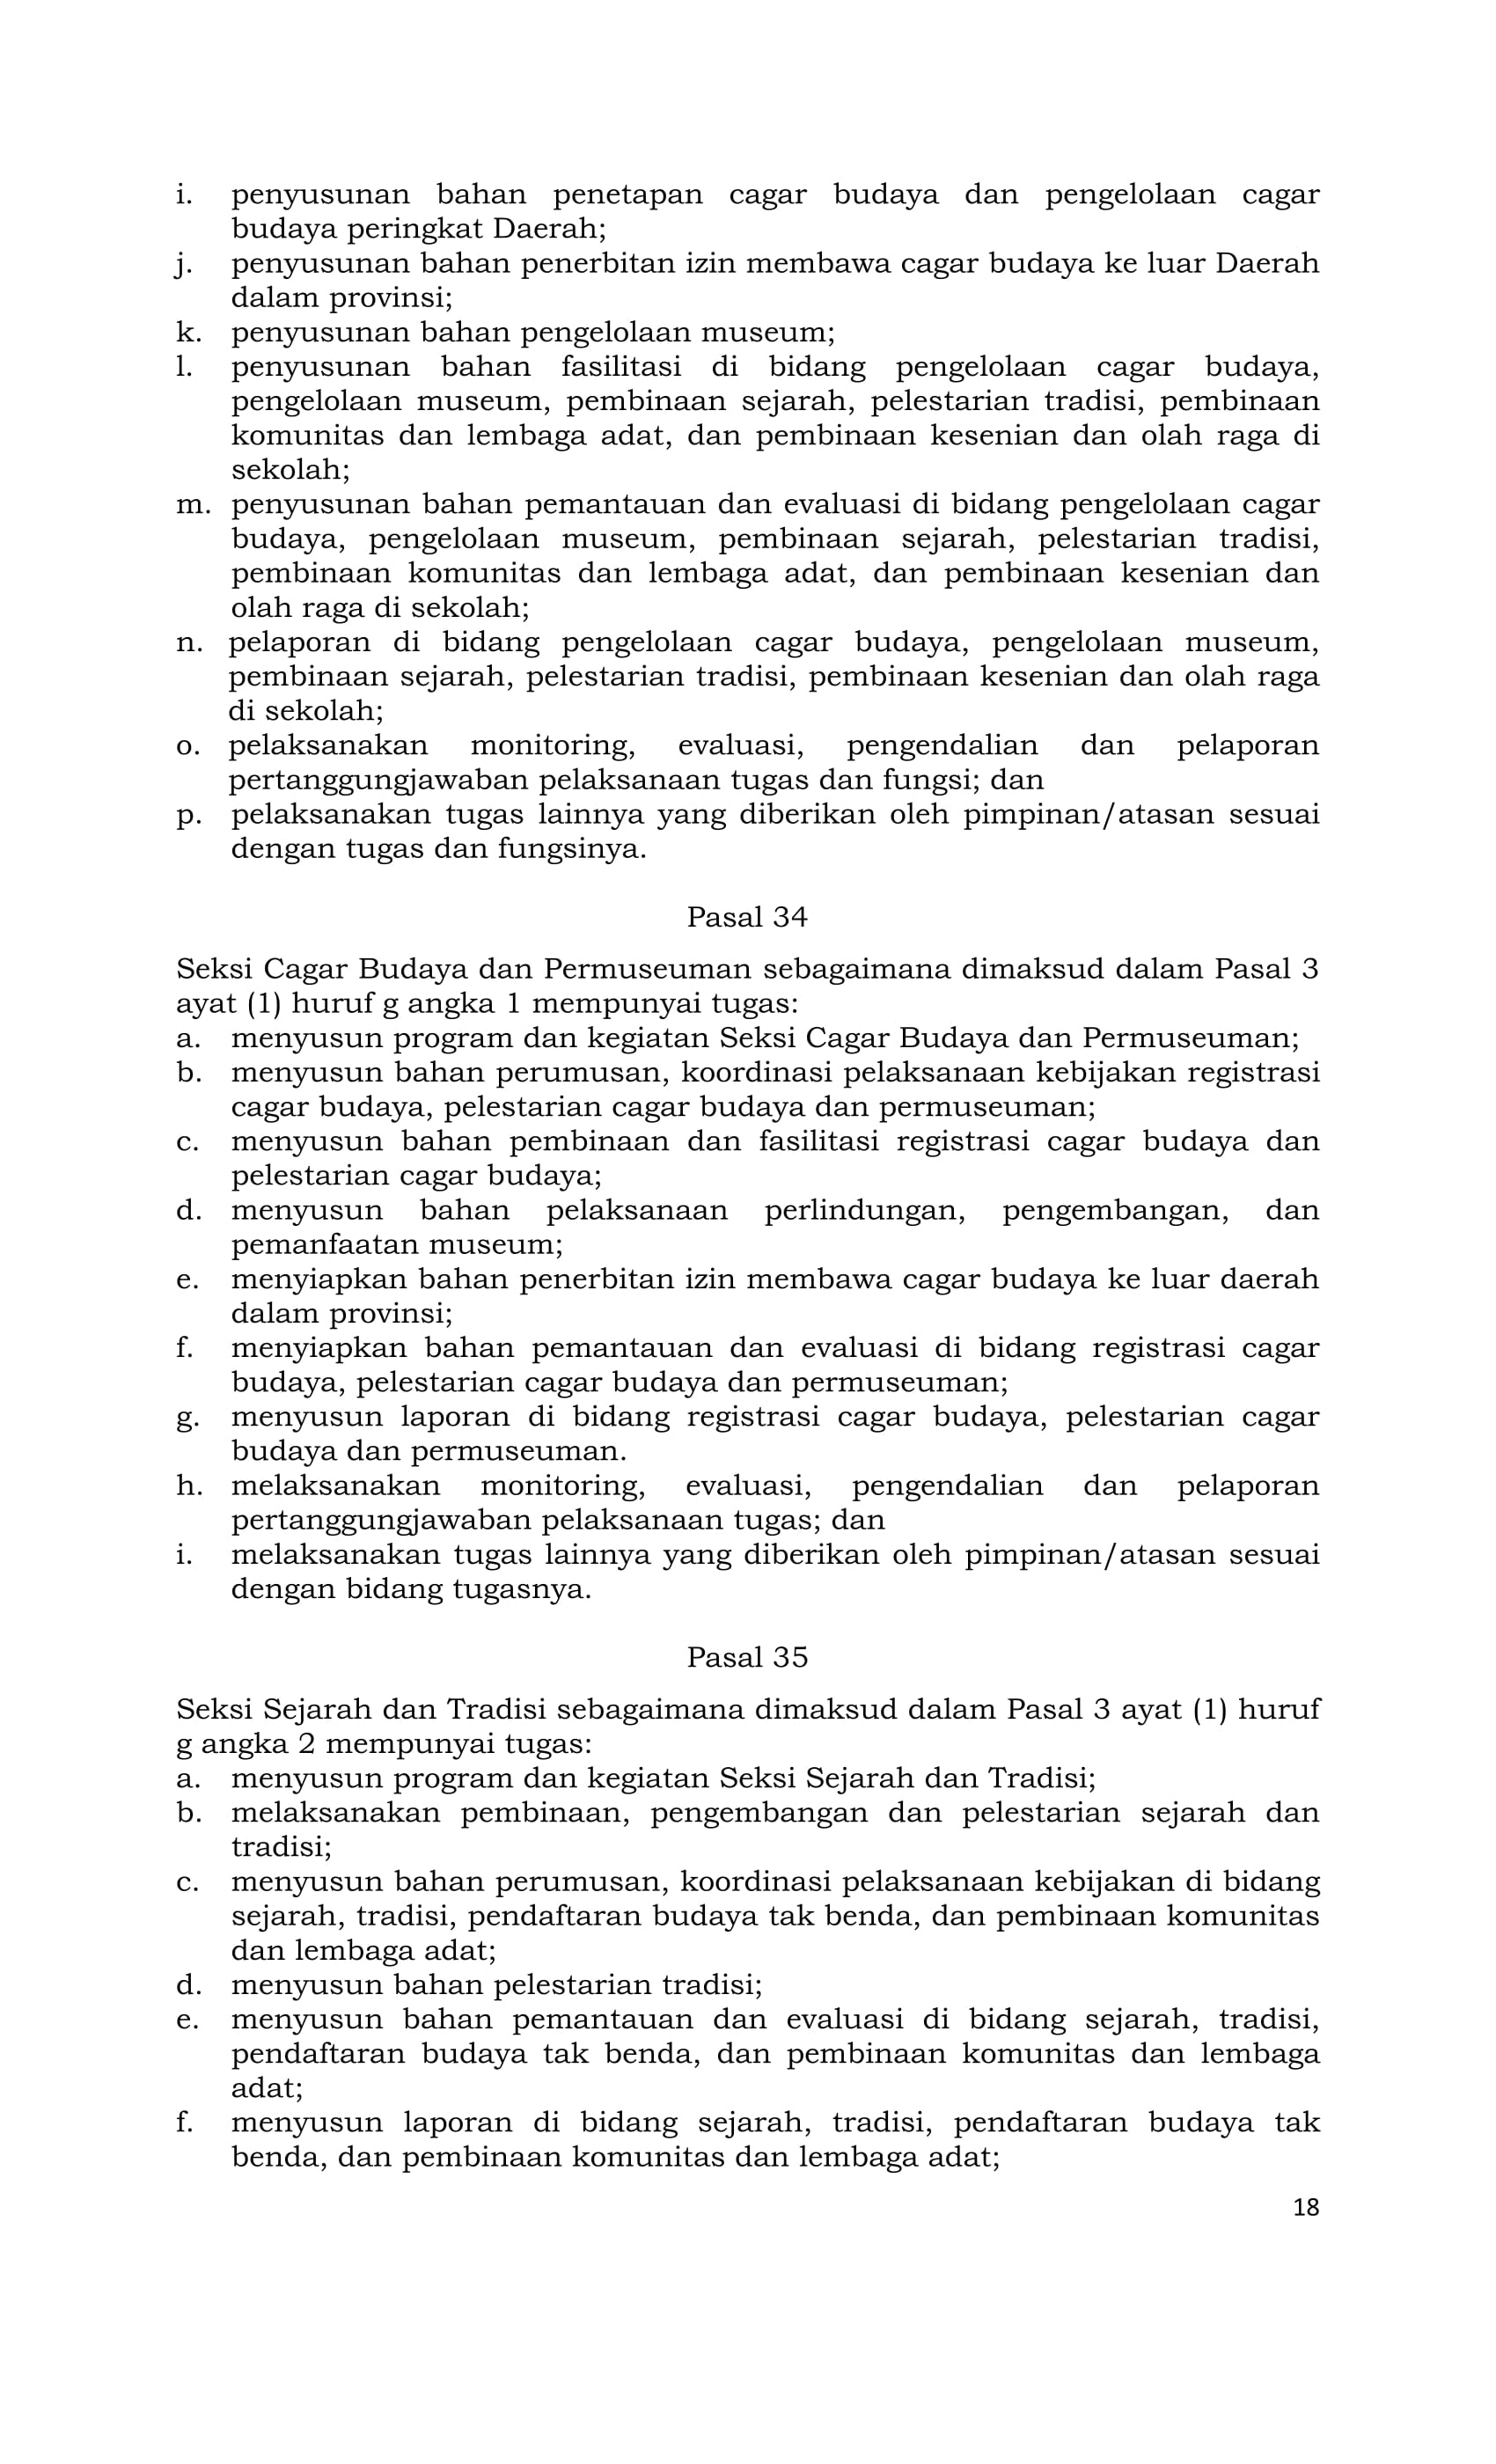 i. penyusunan bahan penetapan cagar budaya dan pengelolaan cagar
budaya peringkat Daerah;
j. penyusunan bahan penerbitan izin membawa cagar budaya ke luar Daerah
dalam provinsi;
k. penyusunan bahan pengelolaan museum;
l. penyusunan bahan fasilitasi di bidang pengelolaan cagar budaya,
pengelolaan museum, pembinaan sejarah, pelestarian tradisi, pembinaan
komunitas dan lembaga adat, dan pembinaan kesenian dan olah raga di
sekolah;
m. penyusunan bahan pemantauan dan evaluasi di bidang pengelolaan cagar
budaya, pengelolaan museum, pembinaan sejarah, pelestarian tradisi,
pembinaan komunitas dan lembaga adat, dan pembinaan kesenian dan
olah raga di sekolah;
n. pelaporan di bidang pengelolaan cagar budaya, pengelolaan museum,
pembinaan sejarah, pelestarian tradisi, pembinaan kesenian dan olah raga
di sekolah;
o. pelaksanakan monitoring, evaluasi, pengendalian dan pelaporan
pertanggungjawaban pelaksanaan tugas dan fungsi; dan
p. pelaksanakan tugas lainnya yang diberikan oleh pimpinan/atasan sesuai
dengan tugas dan fungsinya.
Pasal 34
Seksi Cagar Budaya dan Permuseuman sebagaimana dimaksud dalam Pasal 3
ayat (1) huruf g angka 1 mempunyai tugas:
a. menyusun program dan kegiatan Seksi Cagar Budaya dan Permuseuman;
b. menyusun bahan perumusan, koordinasi pelaksanaan kebijakan registrasi
cagar budaya, pelestarian cagar budaya dan permuseuman;
c. menyusun bahan pembinaan dan fasilitasi registrasi cagar budaya dan
pelestarian cagar budaya;
d. menyusun bahan pelaksanaan perlindungan, pengembangan, dan
pemanfaatan museum;
e. menyiapkan bahan penerbitan izin membawa cagar budaya ke luar daerah
dalam provinsi;
f. menyiapkan bahan pemantauan dan evaluasi di bidang registrasi cagar
budaya, pelestarian cagar budaya dan permuseuman;
g. menyusun laporan di bidang registrasi cagar budaya, pelestarian cagar
budaya dan permuseuman.
h. melaksanakan monitoring, evaluasi, pengendalian dan pelaporan
pertanggungjawaban pelaksanaan tugas; dan
i. melaksanakan tugas lainnya yang diberikan oleh pimpinan/atasan sesuai
dengan bidang tugasnya.
Pasal 35
Seksi Sejarah dan Tradisi sebagaimana dimaksud dalam Pasal 3 ayat (1) huruf
g angka 2 mempunyai tugas:
a. menyusun program dan kegiatan Seksi Sejarah dan Tradisi;
b. melaksanakan pembinaan, pengembangan dan pelestarian sejarah dan
tradisi;
c. menyusun bahan perumusan, koordinasi pelaksanaan kebijakan di bidang
sejarah, tradisi, pendaftaran budaya tak benda, dan pembinaan komunitas
dan lembaga adat;
d. menyusun bahan pelestarian tradisi;
e. menyusun bahan pemantauan dan evaluasi di bidang sejarah, tradisi,
pendaftaran budaya tak benda, dan pembinaan komunitas dan lembaga
adat;
f. menyusun laporan di bidang sejarah, tradisi, pendaftaran budaya tak
benda, dan pembinaan komunitas dan lembaga adat;
18